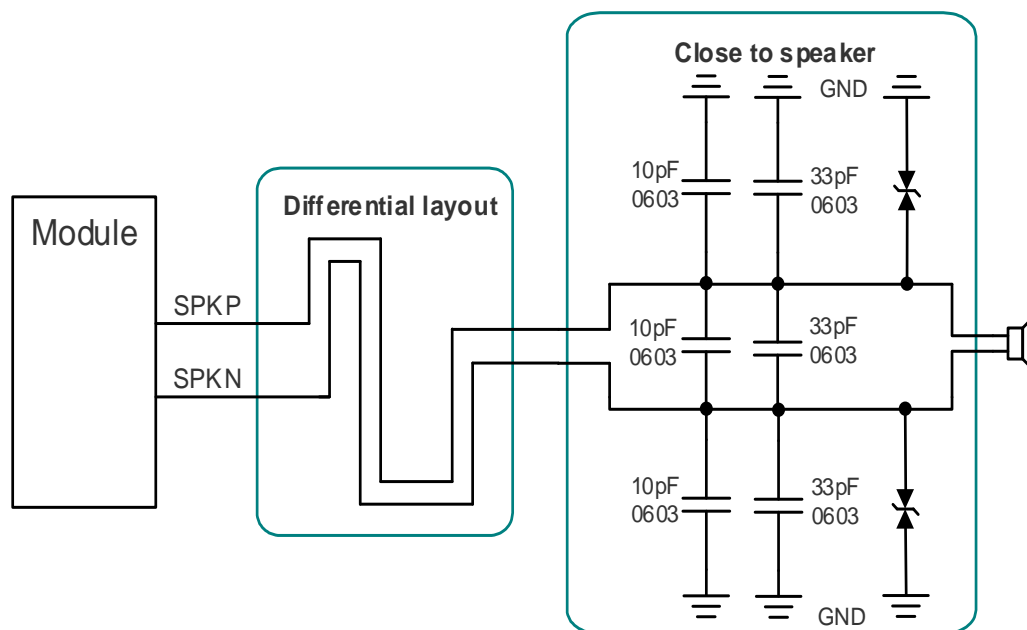 Close to speaker
GND
10pF
0603
33pF
0603
Differential layout
Module
SPKP
10pF
0603
33pF
0603
SPKN
10pF
0603
33pF
0603
GND